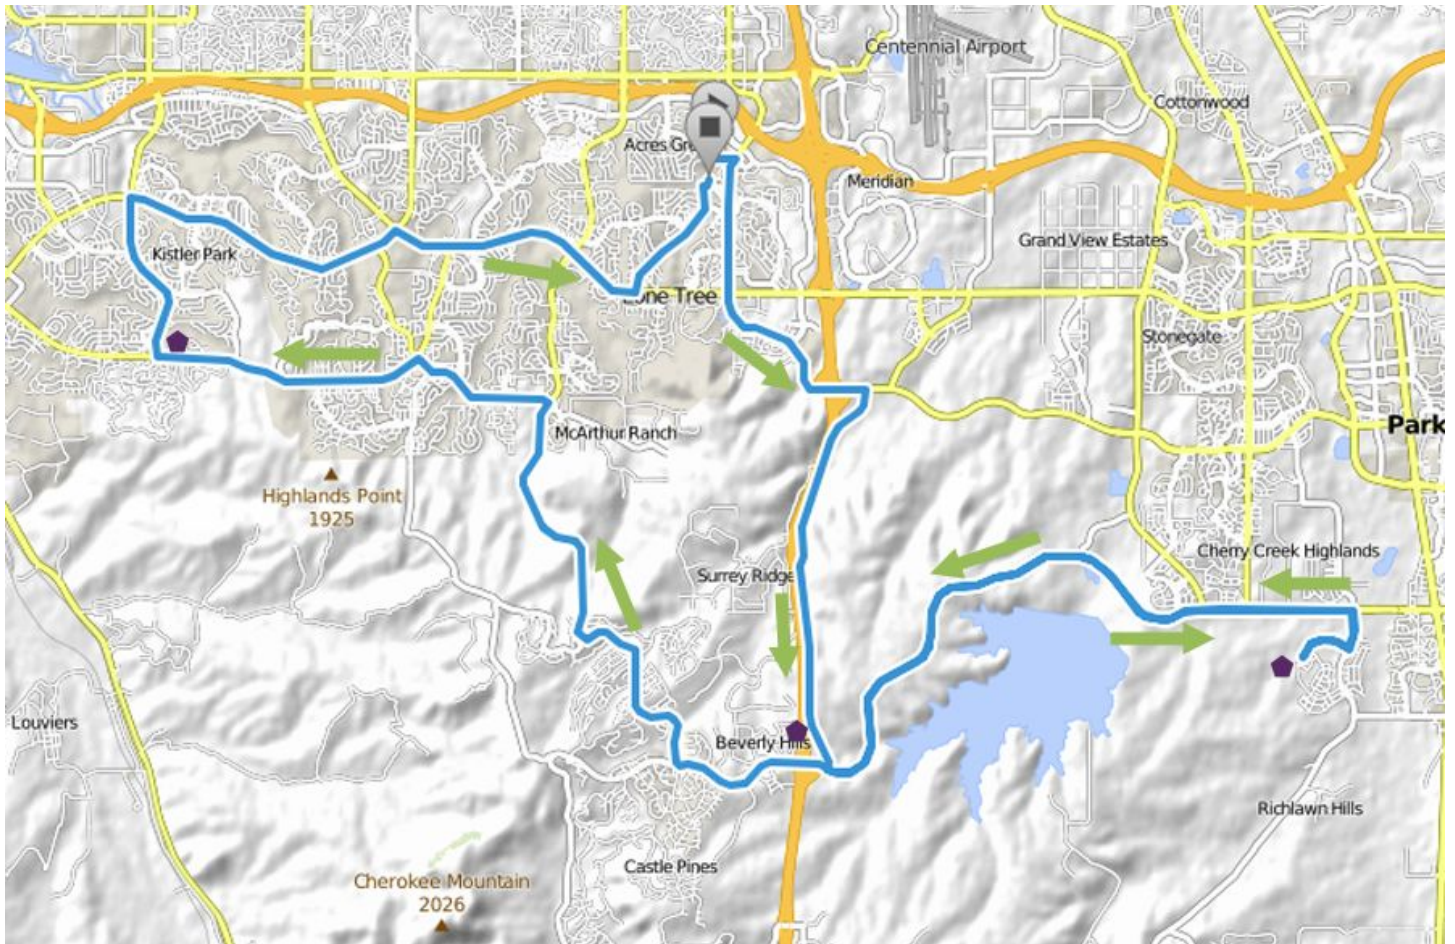 Centennial Airport
Cottonwood
Acres Gre
Meridian
Grand View Estates
Kistler Park
Lone Tree
Stonegate
McArthur Ranch
Park
Highlands Point
1925
Cherry Creek Highlands
Surrey Ridge
Louviers
Beverly Hills
Richlawn Hills
Castle Pines
Cherokee Mountain
2026